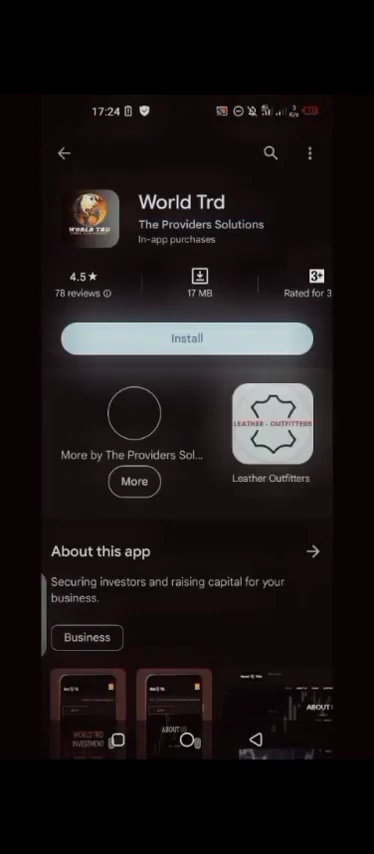 17:24
World Trd
WORLD TRD
The Providers Solutions
In-app purchases
4.5★
78 reviews
17 MB
3+
Rated for 3
Install
LEATHER - OUTFITTERS
More by The Providers Sol...
More
Leather Outfitters
About this app
Securing investors and raising capital for your
business.
Business
WORLD TRD
INVESTMENT
ABOUT US
ABOUT